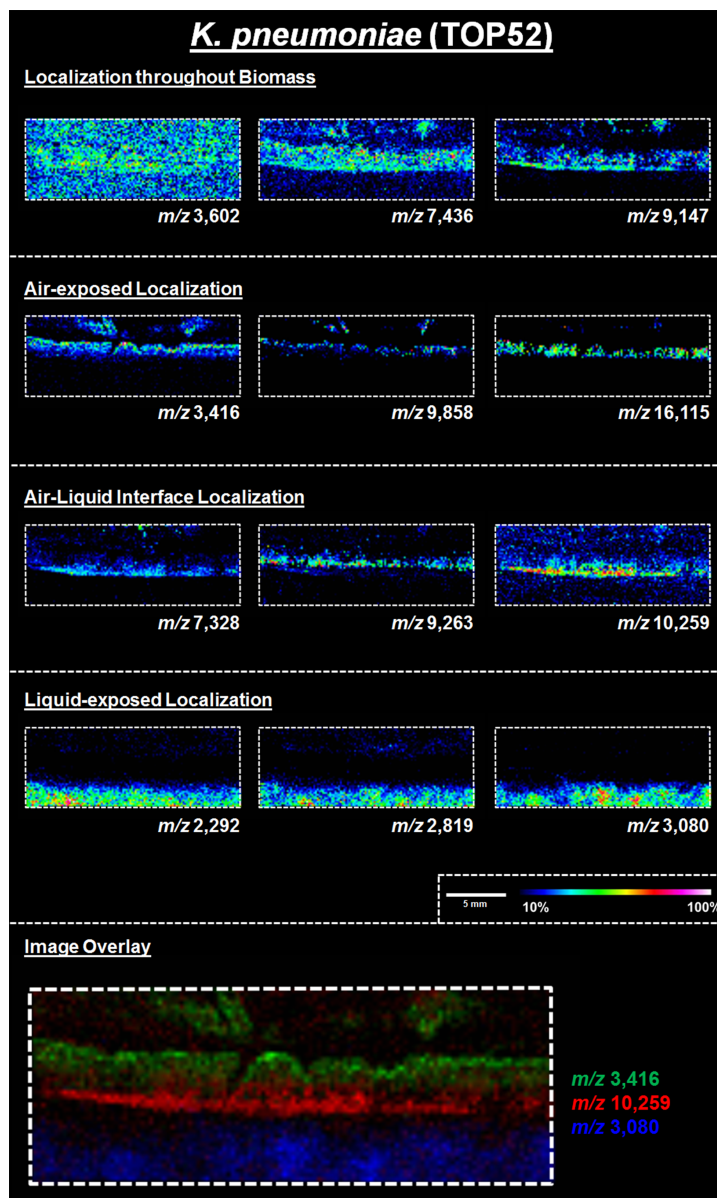 K. pneumoniae (TOP52)
Localization throughout Biomass
m/z 3,602
m/z 7,436
m/z 9,147
Air-exposed Localization
m/z 3,416
m/z 9,858
m/z 16,115
Air-Liquid Interface Localization
m/z 7,328
m/z 9,263
m/z 10,259
Liquid-exposed Localization
m/z 2,292
m/z 2,819
m/z 3,080
5 mm
10%
100%
Image Overlay
m/z 3,416
m/z 10,259
m/z 3,080